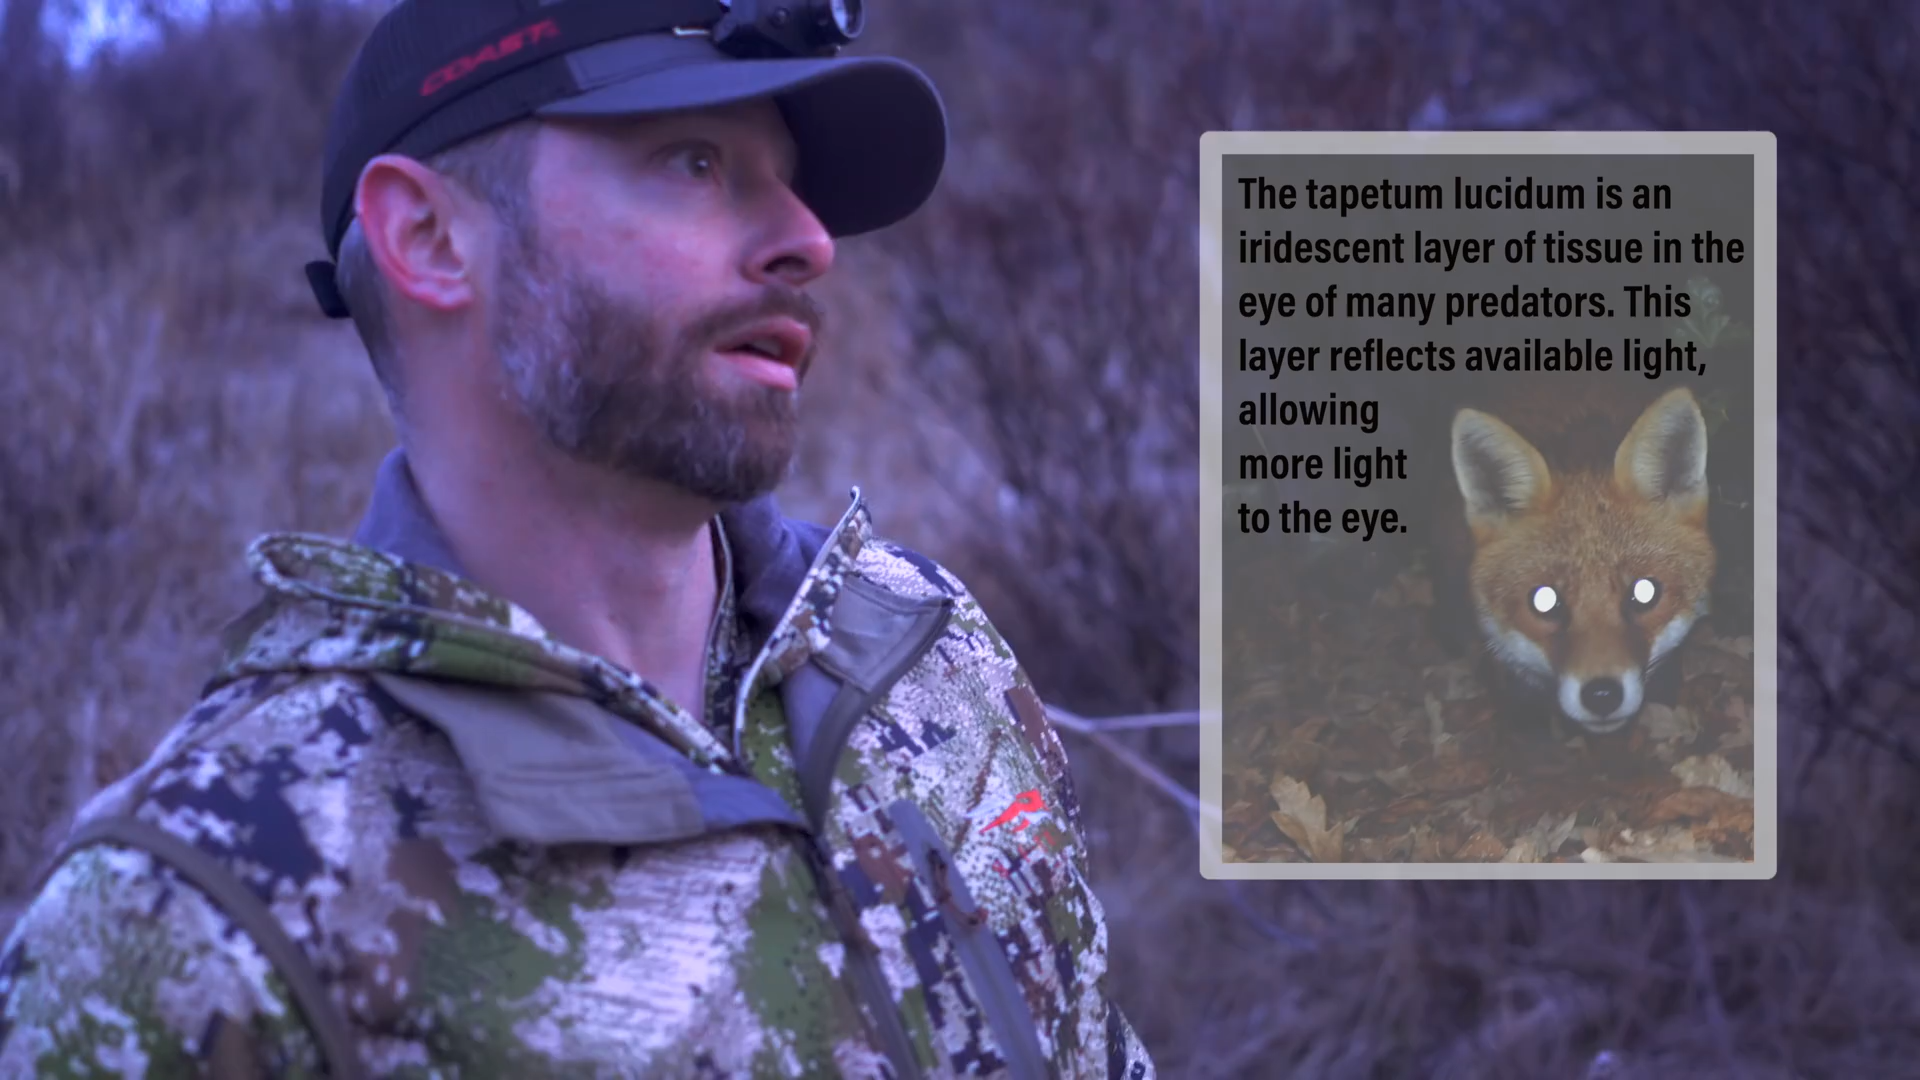 COAST
The tapetum lucidum is an
iridescent layer of tissue in the
eye of many predators. This
layer reflects available light,
allowing
more light
to the eye.